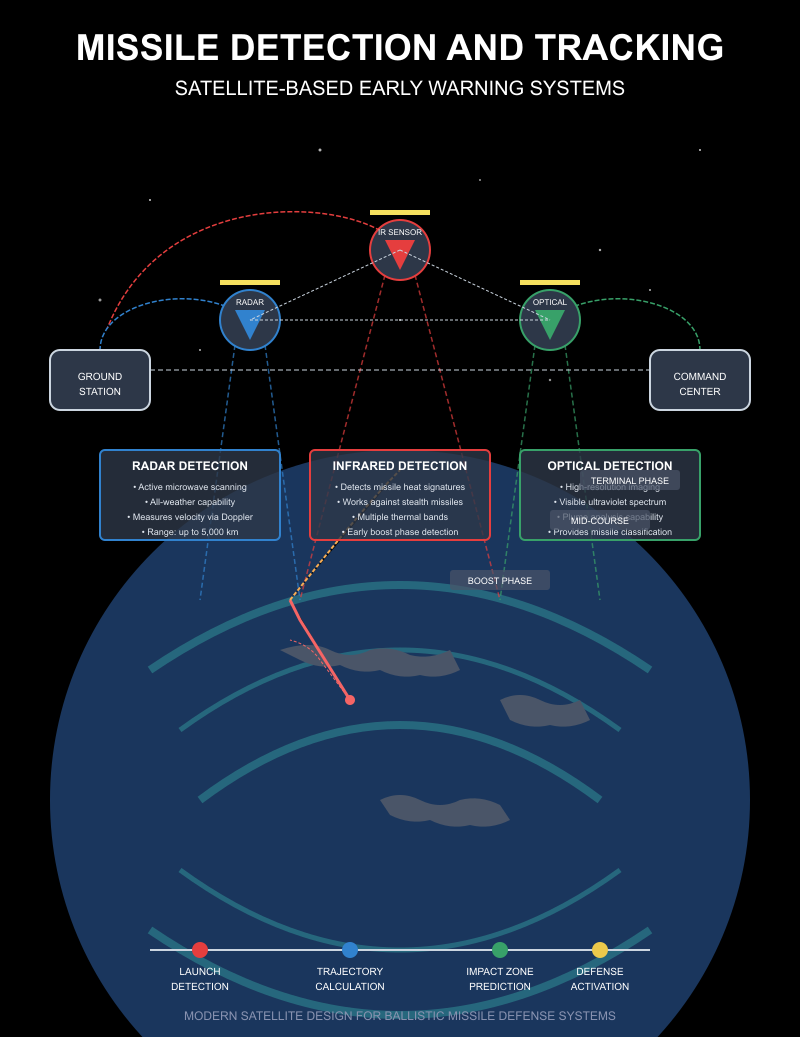 MISSILE DETECTION AND TRACKING
SATELLITE-BASED EARLY WARNING SYSTEMS
IR SENSOR
RADAR
OPTICAL
GROUND
STATION
COMMAND
CENTER
RADAR DETECTION
• Active microwave scanning
• All-weather capability
• Measures velocity via Doppler
• Range: up to 5,000 km
INFRARED DETECTION
• Detects missile heat signatures
• Works against stealth missiles
• Multiple thermal bands
• Early boost phase detection
OPTICAL DETECTION
• High-resolution imaging
• Visible ultraviolet spectrum
• Plume capability
• Provides missile classification
TERMINAL PHASE
MID-COURSE
BOOST PHASE
LAUNCH
DETECTION
TRAJECTORY
CALCULATION
IMPACT ZONE
PREDICTION
DEFENSE
ACTIVATION
MODERN SATELLITE DESIGN FOR BALLISTIC MISSILE DEFENSE SYSTEMS